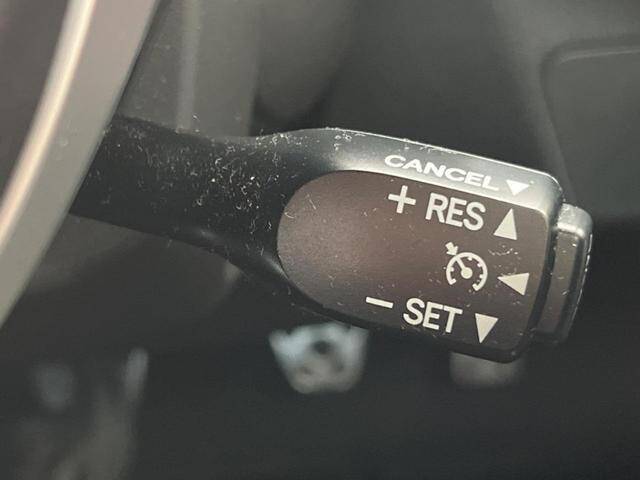 CANCEL ▼
+ RES ▲
◀
− SET ▼